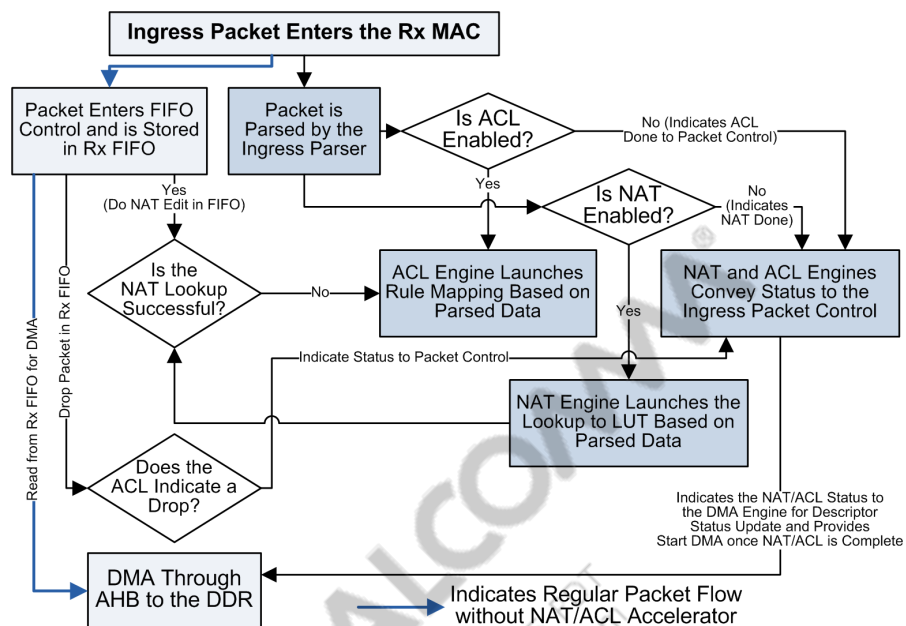 Ingress Packet Enters the Rx MAC
Packet Enters FIFO
Control and is Stored
in Rx FIFO
Packet is
Parsed by the
Ingress Parser
Is ACL
Enabled?
No (Indicates ACL
Done to Packet Control)
Yes
(Do NAT Edit in FIFO)
Yes
Is NAT
Enabled?
No
(Indicates
NAT Done)
Is the
NAT Lookup
Successful?
No
ACL Engine Launches
Rule Mapping Based on
Parsed Data
Yes
NAT and ACL Engines
Convey Status to the
Ingress Packet Control
Read from Rx FIFO for DMA
Drop Packet in Rx FIFO
Indicate Status to Packet Control
NAT Engine Launches the
Lookup to LUT Based on
Parsed Data
Does the
ACL Indicate a
Drop?
Indicates the NAT/ACL Status to
the DMA Engine for Descriptor
Status Update and Provides
Start DMA once NAT/ACL is Complete
DMA Through
AHB to the DDR
Indicates Regular Packet Flow
without NAT/ACL Accelerator